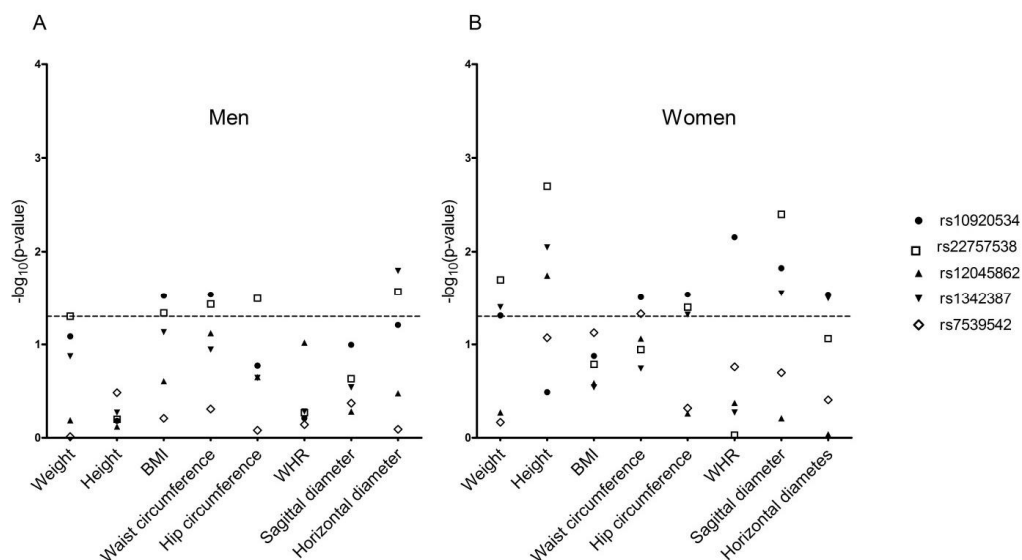 A
B
4
3
2
1
0
-log10(p-value)
Men
Weight
Height
BMI
Waist circumference
Hip circumference
WHR
Sagittal diameter
Horizontal diameter
4
3
2
1
0
-log10(p-value)
Women
Weight
Height
BMI
Waist circumference
Hip circumference
WHR
Sagittal diameter
Horizontal diametes
rs10920534
rs22757538
rs12045862
rs1342387
rs7539542